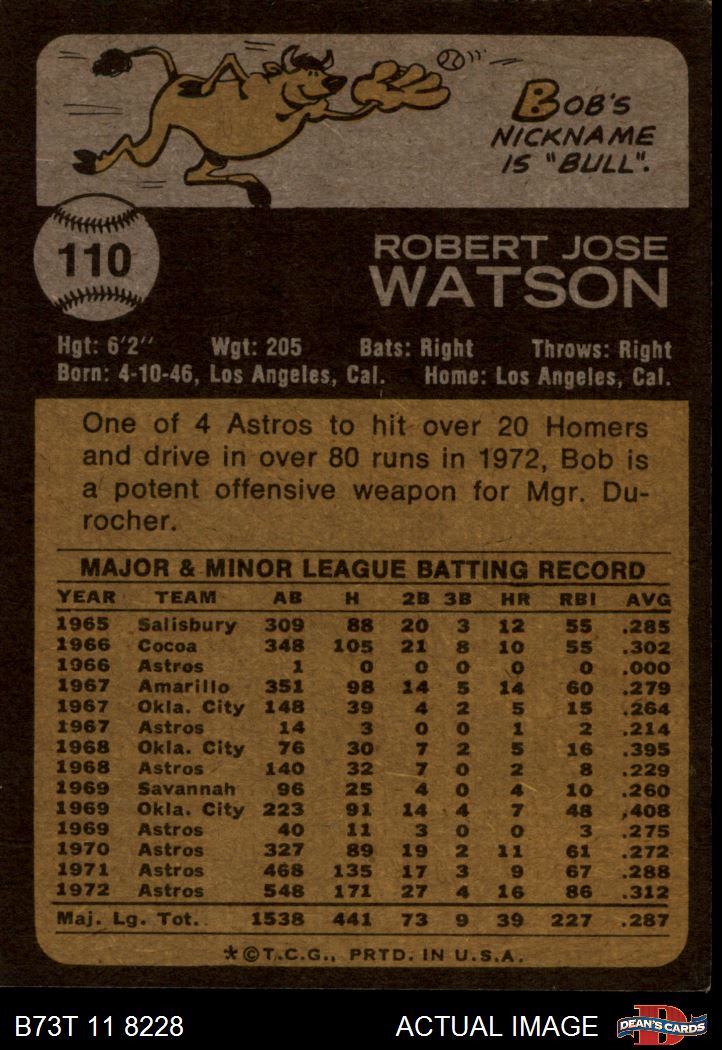 BOB'S
NICKNAME
IS "BULL".
110
ROBERT JOSE
WATSON
Hgt: 6'2" Wgt: 205 Bats: Right Throws: Right
Born: 4-10-46, Los Angeles, Cal. Home: Los Angeles, Cal.
One of 4 Astros to hit over 20 Homers
and drive in over 80 runs in 1972, Bob is
a potent offensive weapon for Mgr. Du-
rocher.
MAJOR & MINOR LEAGUE BATTING RECORD
YEAR TEAM AB H 2B 3B HR RBI AVG
1965 Salisbury 309 88 20 3 12 55 .285
1966 Cocoa 348 105 21 8 10 55 .302
1966 Astros 1 0 0 0 0 0 .000
1967 Amarillo 351 98 14 5 14 60 .279
1967 Okla. City 148 39 4 2 5 15 .264
1967 Astros 14 3 0 0 1 2 .214
1968 Okla. City 76 30 7 2 5 16 .395
1968 Astros 140 32 7 0 2 8 .229
1969 Savannah 96 25 4 0 4 10 .260
1969 Okla. City 223 91 14 4 7 48 .408
1969 Astros 40 11 3 0 0 3 .275
1970 Astros 327 89 19 2 11 61 .272
1971 Astros 468 135 17 3 9 67 .288
1972 Astros 548 171 27 4 16 86 .312
Maj. Lg. Tot. 1538 441 73 9 39 227 .287
*©T.C.G., PRTD. IN U.S.A.
B73T 11 8228 ACTUAL IMAGE
D
DEAN'S CARDS